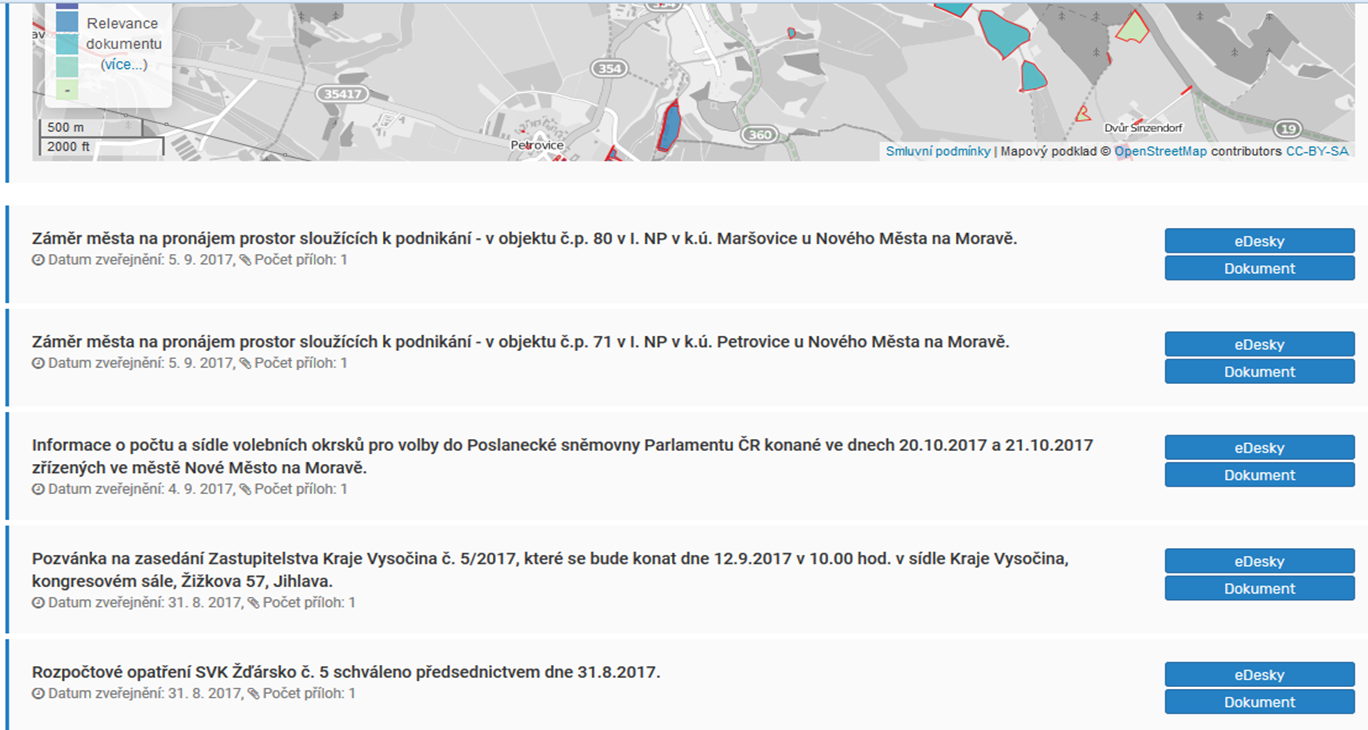 Relevance
dokumentu
(více...)
-
500 m
2000 ft
354
35417
360
19
Petrovice
Dvůr Sinzendorf
Smluvní podmínky | Mapový podklad © OpenStreetMap contributors CC-BY-SA
Záměr města na pronájem prostor sloužících k podnikání - v objektu č.p. 80 v I. NP v k.ú. Maršovice u Nového Města na Moravě.
Datum zveřejnění: 5. 9. 2017, Počet příloh: 1
eDesky
Dokument
Záměr města na pronájem prostor sloužících k podnikání - v objektu č.p. 71 v I. NP v k.ú. Petrovice u Nového Města na Moravě.
Datum zveřejnění: 5. 9. 2017, Počet příloh: 1
eDesky
Dokument
Informace o počtu a sídle volebních okrsků pro volby do Poslanecké sněmovny Parlamentu ČR konané ve dnech 20.10.2017 a 21.10.2017
zřízených ve městě Nové Město na Moravě.
Datum zveřejnění: 4. 9. 2017, Počet příloh: 1
eDesky
Dokument
Pozvánka na zasedání Zastupitelstva Kraje Vysočina č. 5/2017, které se bude konat dne 12.9.2017 v 10.00 hod. v sídle Kraje Vysočina,
kongresovém sále, Žižkova 57, Jihlava.
Datum zveřejnění: 31. 8. 2017, Počet příloh: 1
eDesky
Dokument
Rozpočtové opatření SVK Žďársko č. 5 schváleno předsednictvem dne 31.8.2017.
Datum zveřejnění: 31. 8. 2017, Počet příloh: 1
eDesky
Dokument